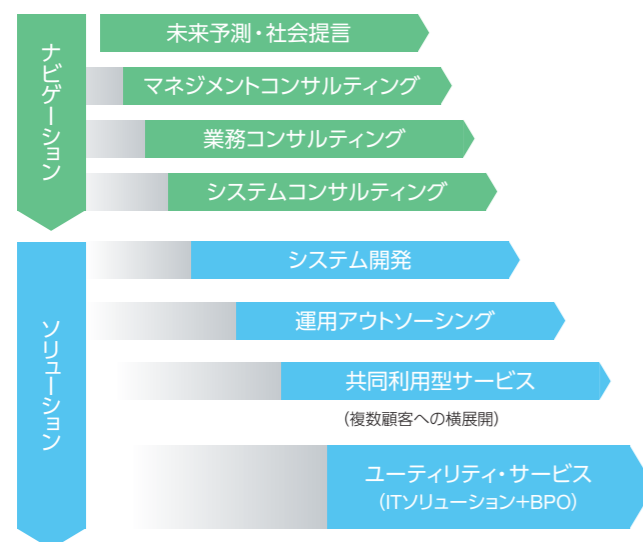 ナビゲーション
未来予測・社会提言
マネジメントコンサルティング
業務コンサルティング
システムコンサルティング
ソリューション
システム開発
運用アウトソーシング
共同利用型サービス
(複数顧客への横展開)
ユーティリティ・サービス
(ITソリューション+BPO)